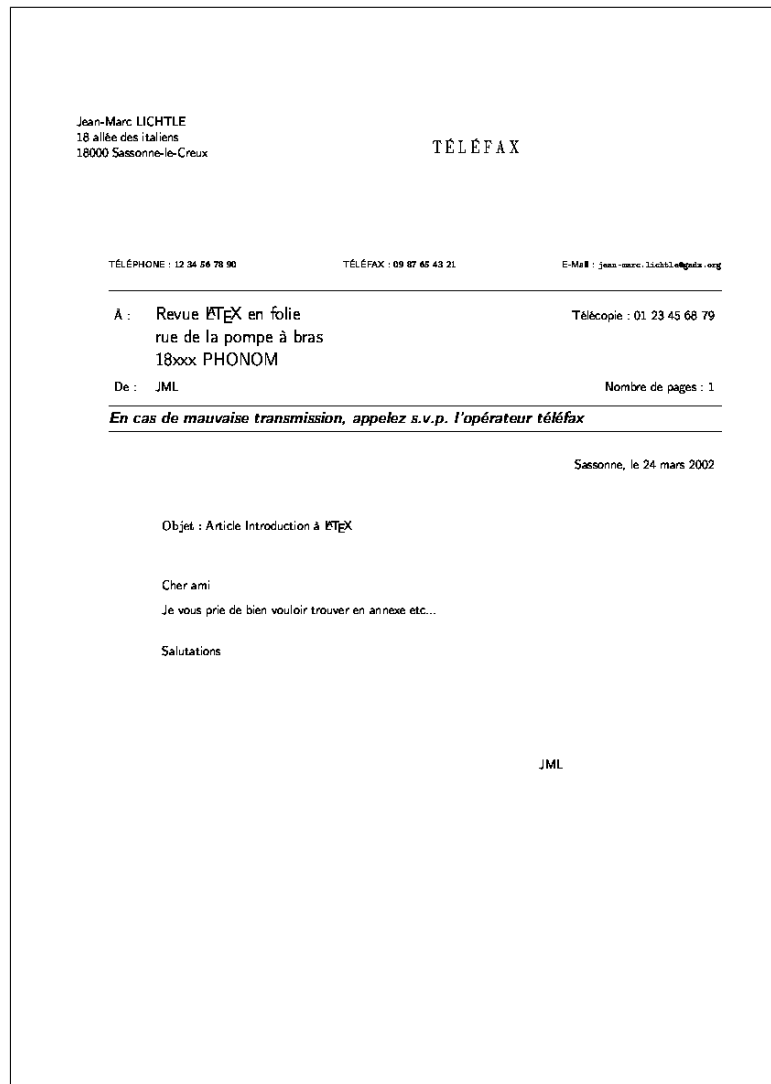 Jean-Marc LICHTLE
18 allée des italiens
18000 Sassonne-le-Creux
TÉLÉFAX
TÉLÉPHONE : 12 34 56 78 90 TÉLÉFAX : 09 87 65 43 21 E-Mail : jean-marc.lichtle@gadz.org
À : Revue LATEX en folie Télécopie : 01 23 45 68 79
rue de la pompe à bras
18xxx PHONOM
De : JML Nombre de pages : 1
En cas de mauvaise transmission, appelez s.v.p. l'opérateur téléfax
Sassonne, le 24 mars 2002
Objet : Article Introduction à LATEX
Cher ami
Je vous prie de bien vouloir trouver en annexe etc...
Salutations
JML